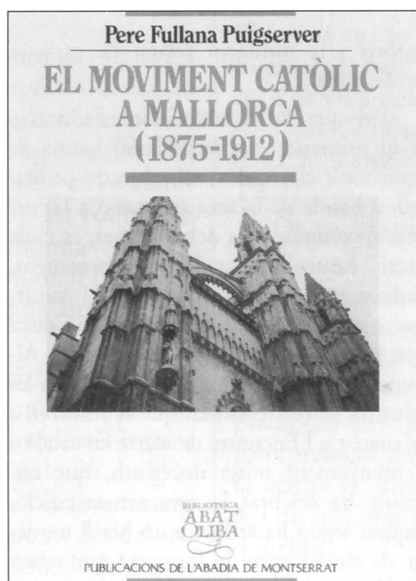 Pere Fullana Puigserver
EL MOVIMENT CATÒLIC
A MALLORCA
(1875-1912)
BIBLIOTECA
ABAT
OLIBA
PUBLICACIONS DE L'ABADIA DE MONTSERRAT